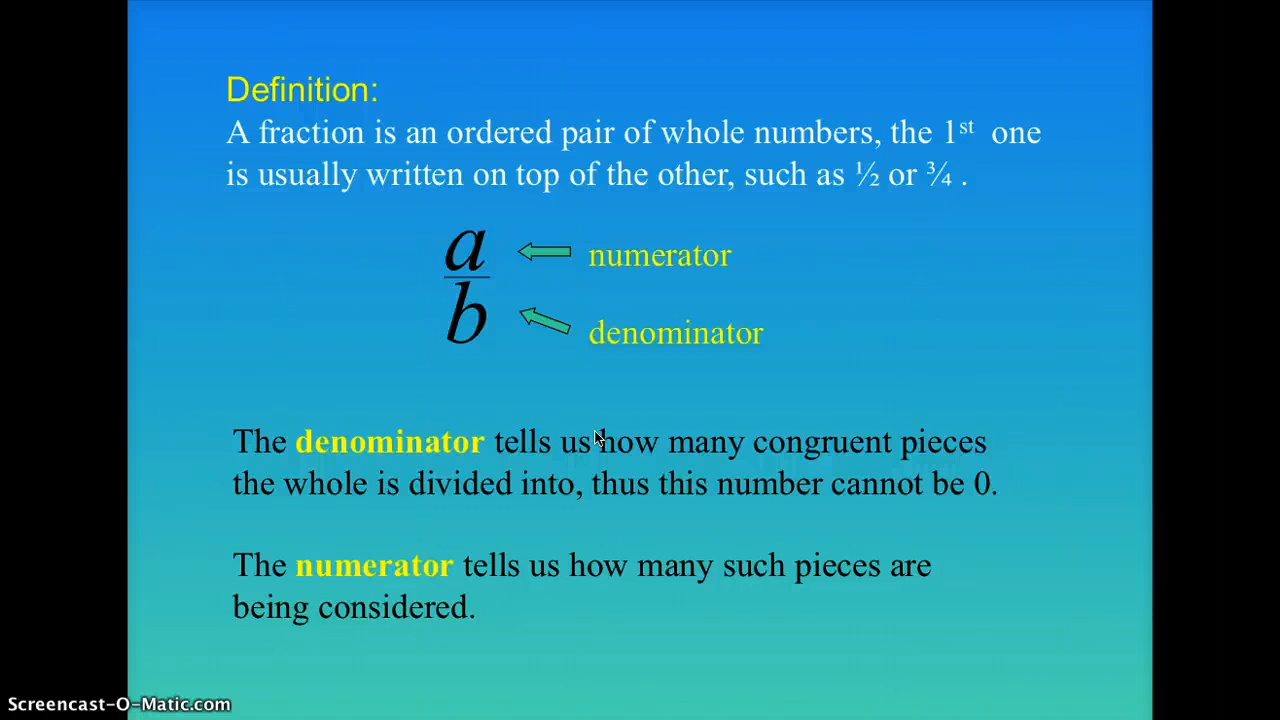 Definition:
A fraction is an ordered pair of whole numbers, the 1st one
is usually written on top of the other, such as ½ or ¾ .
a
numerator
b
denominator
The denominator tells us how many congruent pieces
the whole is divided into, thus this number cannot be 0.
The numerator tells us how many such pieces are
being considered.
Screencast-O-Matic.com